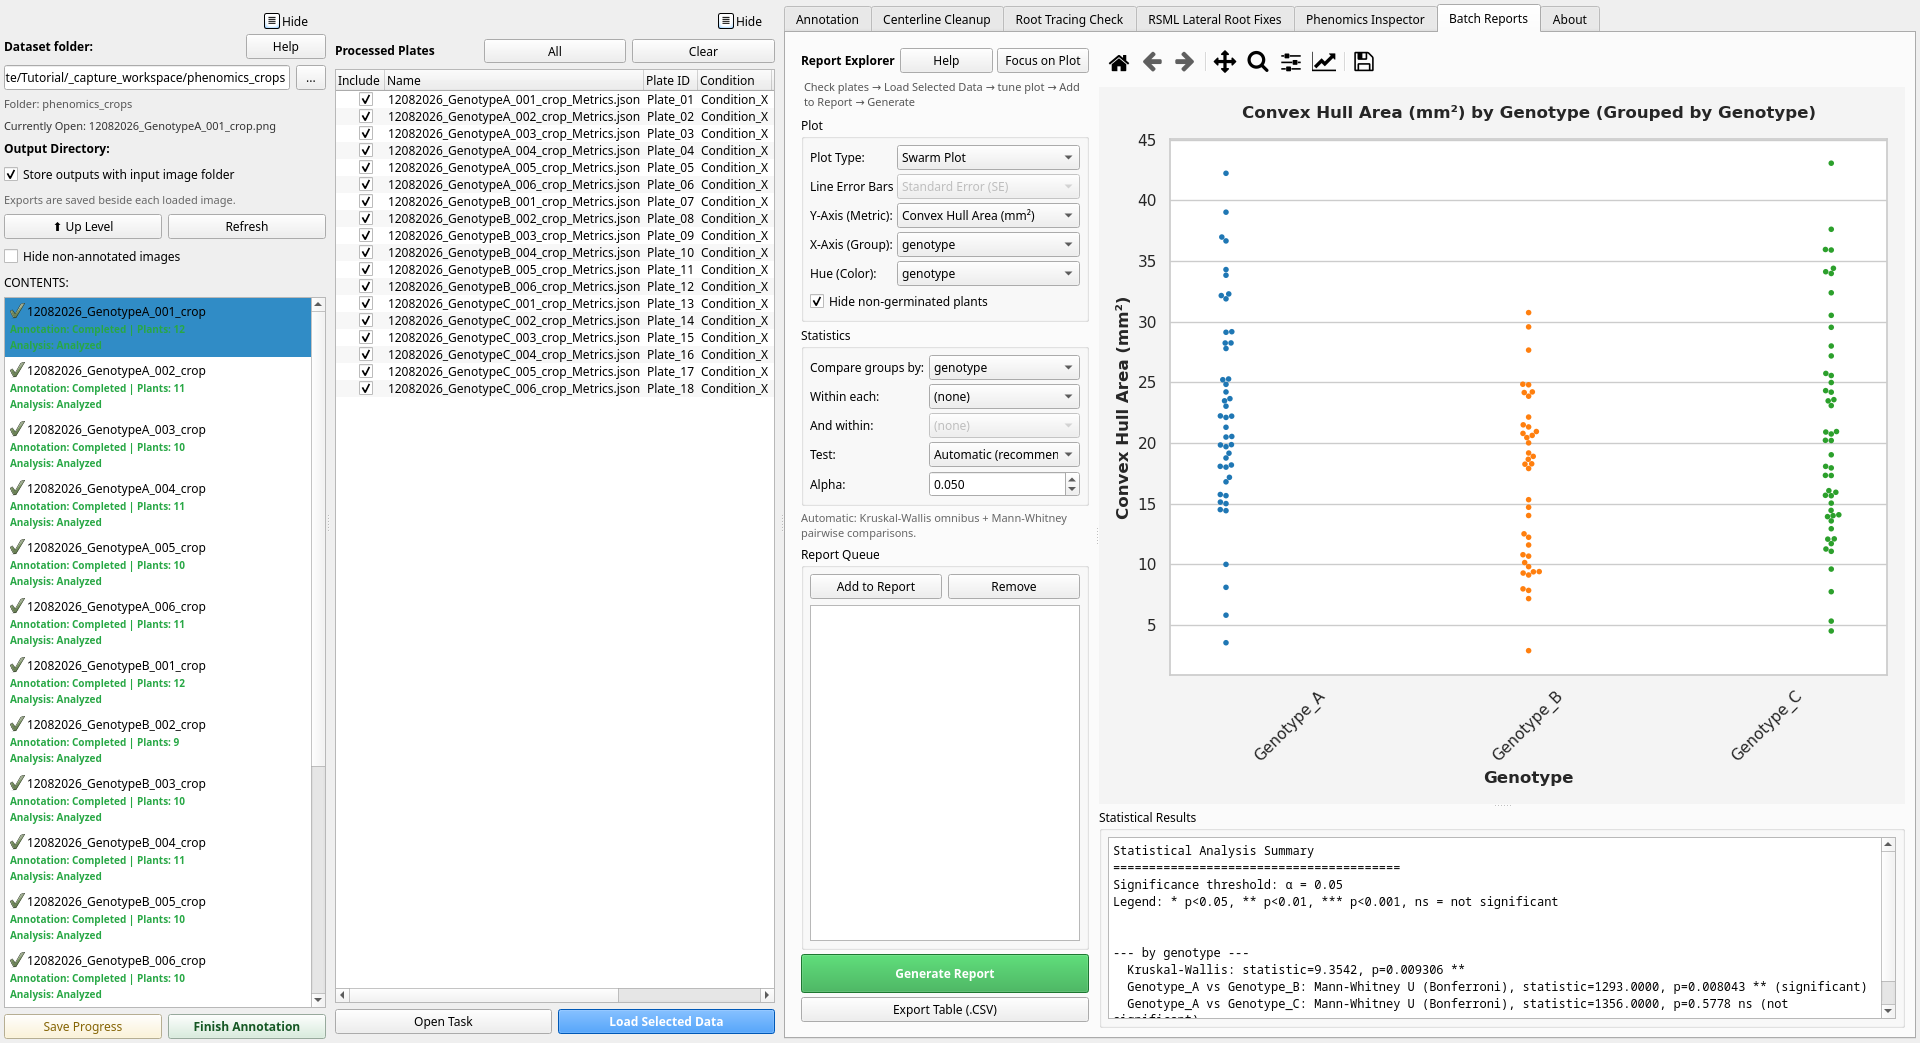 Hide
Dataset folder:
Help
te/Tutorial/_capture_workspace/phenomics_crops
...
Folder: phenomics_crops
Currently Open: 12082026_GenotypeA_001_crop.png
Output Directory:
Store outputs with input image folder
Exports are saved beside each loaded image.
⬆ Up Level
Refresh
Hide non-annotated images
CONTENTS:
12082026_GenotypeA_001_crop
Annotation: Completed | Plants: 12
Analysis: Analyzed
12082026_GenotypeA_002_crop
Annotation: Completed | Plants: 11
Analysis: Analyzed
12082026_GenotypeA_003_crop
Annotation: Completed | Plants: 10
Analysis: Analyzed
12082026_GenotypeA_004_crop
Annotation: Completed | Plants: 11
Analysis: Analyzed
12082026_GenotypeA_005_crop
Annotation: Completed | Plants: 10
Analysis: Analyzed
12082026_GenotypeA_006_crop
Annotation: Completed | Plants: 11
Analysis: Analyzed
12082026_GenotypeB_001_crop
Annotation: Completed | Plants: 12
Analysis: Analyzed
12082026_GenotypeB_002_crop
Annotation: Completed | Plants: 9
Analysis: Analyzed
12082026_GenotypeB_003_crop
Annotation: Completed | Plants: 10
Analysis: Analyzed
12082026_GenotypeB_004_crop
Annotation: Completed | Plants: 11
Analysis: Analyzed
12082026_GenotypeB_005_crop
Annotation: Completed | Plants: 10
Analysis: Analyzed
12082026_GenotypeB_006_crop
Annotation: Completed | Plants: 10
Analysis: Analyzed
Save Progress
Finish Annotation
Hide
Processed Plates
All
Clear
Include Name Plate ID Condition
12082026_GenotypeA_001_crop_Metrics.json Plate_01 Condition_X
12082026_GenotypeA_002_crop_Metrics.json Plate_02 Condition_X
12082026_GenotypeA_003_crop_Metrics.json Plate_03 Condition_X
12082026_GenotypeA_004_crop_Metrics.json Plate_04 Condition_X
12082026_GenotypeA_005_crop_Metrics.json Plate_05 Condition_X
12082026_GenotypeA_006_crop_Metrics.json Plate_06 Condition_X
12082026_GenotypeB_001_crop_Metrics.json Plate_07 Condition_X
12082026_GenotypeB_002_crop_Metrics.json Plate_08 Condition_X
12082026_GenotypeB_003_crop_Metrics.json Plate_09 Condition_X
12082026_GenotypeB_004_crop_Metrics.json Plate_10 Condition_X
12082026_GenotypeB_005_crop_Metrics.json Plate_11 Condition_X
12082026_GenotypeB_006_crop_Metrics.json Plate_12 Condition_X
12082026_GenotypeC_001_crop_Metrics.json Plate_13 Condition_X
12082026_GenotypeC_002_crop_Metrics.json Plate_14 Condition_X
12082026_GenotypeC_003_crop_Metrics.json Plate_15 Condition_X
12082026_GenotypeC_004_crop_Metrics.json Plate_16 Condition_X
12082026_GenotypeC_005_crop_Metrics.json Plate_17 Condition_X
12082026_GenotypeC_006_crop_Metrics.json Plate_18 Condition_X
Open Task
Load Selected Data
Annotation
Centerline Cleanup
Root Tracing Check
RSML Lateral Root Fixes
Phenomics Inspector
Batch Reports
About
Report Explorer
Help
Focus on Plot
Check plates → Load Selected Data → tune plot → Add
to Report → Generate
Plot
Plot Type: Swarm Plot
Line Error Bars Standard Error (SE)
Y-Axis (Metric): Convex Hull Area (mm²)
X-Axis (Group): genotype
Hue (Color): genotype
Hide non-germinated plants
Statistics
Compare groups by: genotype
Within each: (none)
And within: (none)
Test: Automatic (recommen
Alpha: 0.050
Automatic: Kruskal-Wallis omnibus + Mann-Whitney
pairwise comparisons.
Report Queue
Add to Report
Remove
Generate Report
Export Table (.CSV)
Convex Hull Area (mm²) by Genotype (Grouped by Genotype)
Convex Hull Area (mm²)
45
40
35
30
25
20
15
10
5
Genotype_A
Genotype_B
Genotype_C
Genotype
Statistical Results
Statistical Analysis Summary
========================================
Significance threshold: α = 0.05
Legend: * p<0.05, ** p<0.01, *** p<0.001, ns = not significant
--- by genotype ---
Kruskal-Wallis: statistic=9.3542, p=0.009306 **
Genotype_A vs Genotype_B: Mann-Whitney U (Bonferroni), statistic=1293.0000, p=0.008043 ** (significant)
Genotype_A vs Genotype_C: Mann-Whitney U (Bonferroni), statistic=1356.0000, p=0.5778 ns (not
significant)